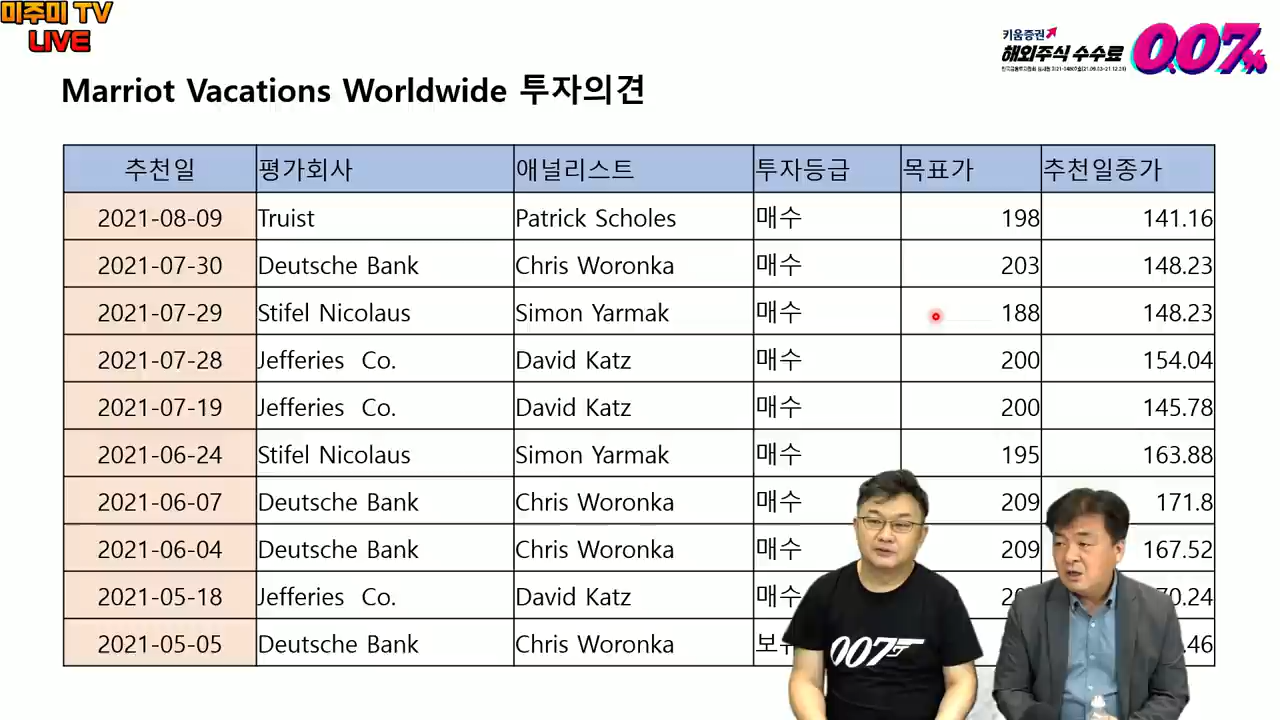 미주미 TV
LIVE
키움증권
해외주식 수수료 0.07%
Marriot Vacations Worldwide 투자의견
추천일 평가회사 애널리스트 투자등급 목표가 추천일종가
2021-08-09 Truist Patrick Scholes 매수 198 141.16
2021-07-30 Deutsche Bank Chris Woronka 매수 203 148.23
2021-07-29 Stifel Nicolaus Simon Yarmak 매수 188 148.23
2021-07-28 Jefferies Co. David Katz 매수 200 154.04
2021-07-19 Jefferies Co. David Katz 매수 200 145.78
2021-06-24 Stifel Nicolaus Simon Yarmak 매수 195 163.88
2021-06-07 Deutsche Bank Chris Woronka 매수 209 171.8
2021-06-04 Deutsche Bank Chris Woronka 매수 209 167.52
2021-05-18 Jefferies Co. David Katz 매수
2021-05-05 Deutsche Bank Chris Woronka
007